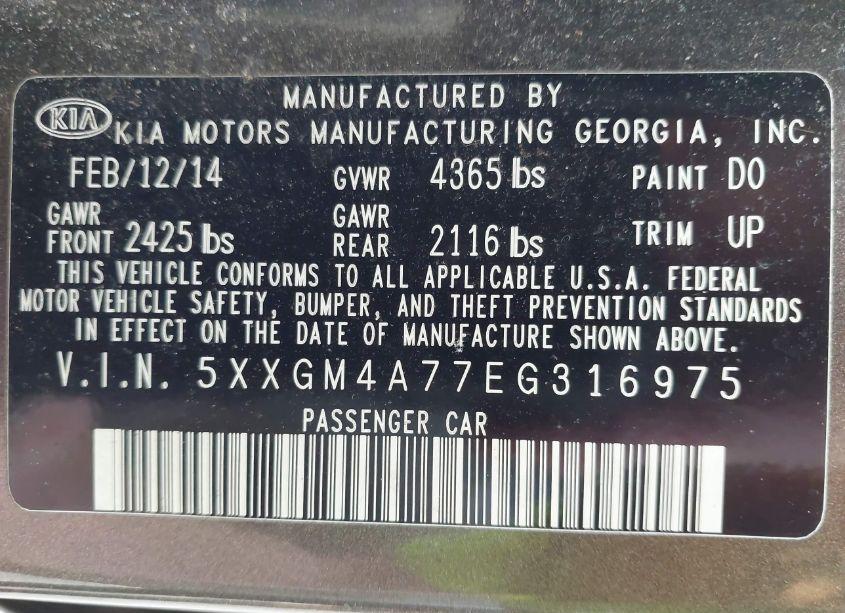 MANUFACTURED BY
KIA KIA MOTORS MANUFACTURING GEORGIA, INC.
FEB/12/14 GVWR 4365 lbs PAINT D0
GAWR FRONT 2425 lbs GAWR REAR 2116 lbs TRIM UP
THIS VEHICLE CONFORMS TO ALL APPLICABLE U.S.A. FEDERAL
MOTOR VEHICLE SAFETY, BUMPER, AND THEFT PREVENTION STANDARDS
IN EFFECT ON THE DATE OF MANUFACTURE SHOWN ABOVE.
V.I.N. 5XXGM4A77EG316975
PASSENGER CAR